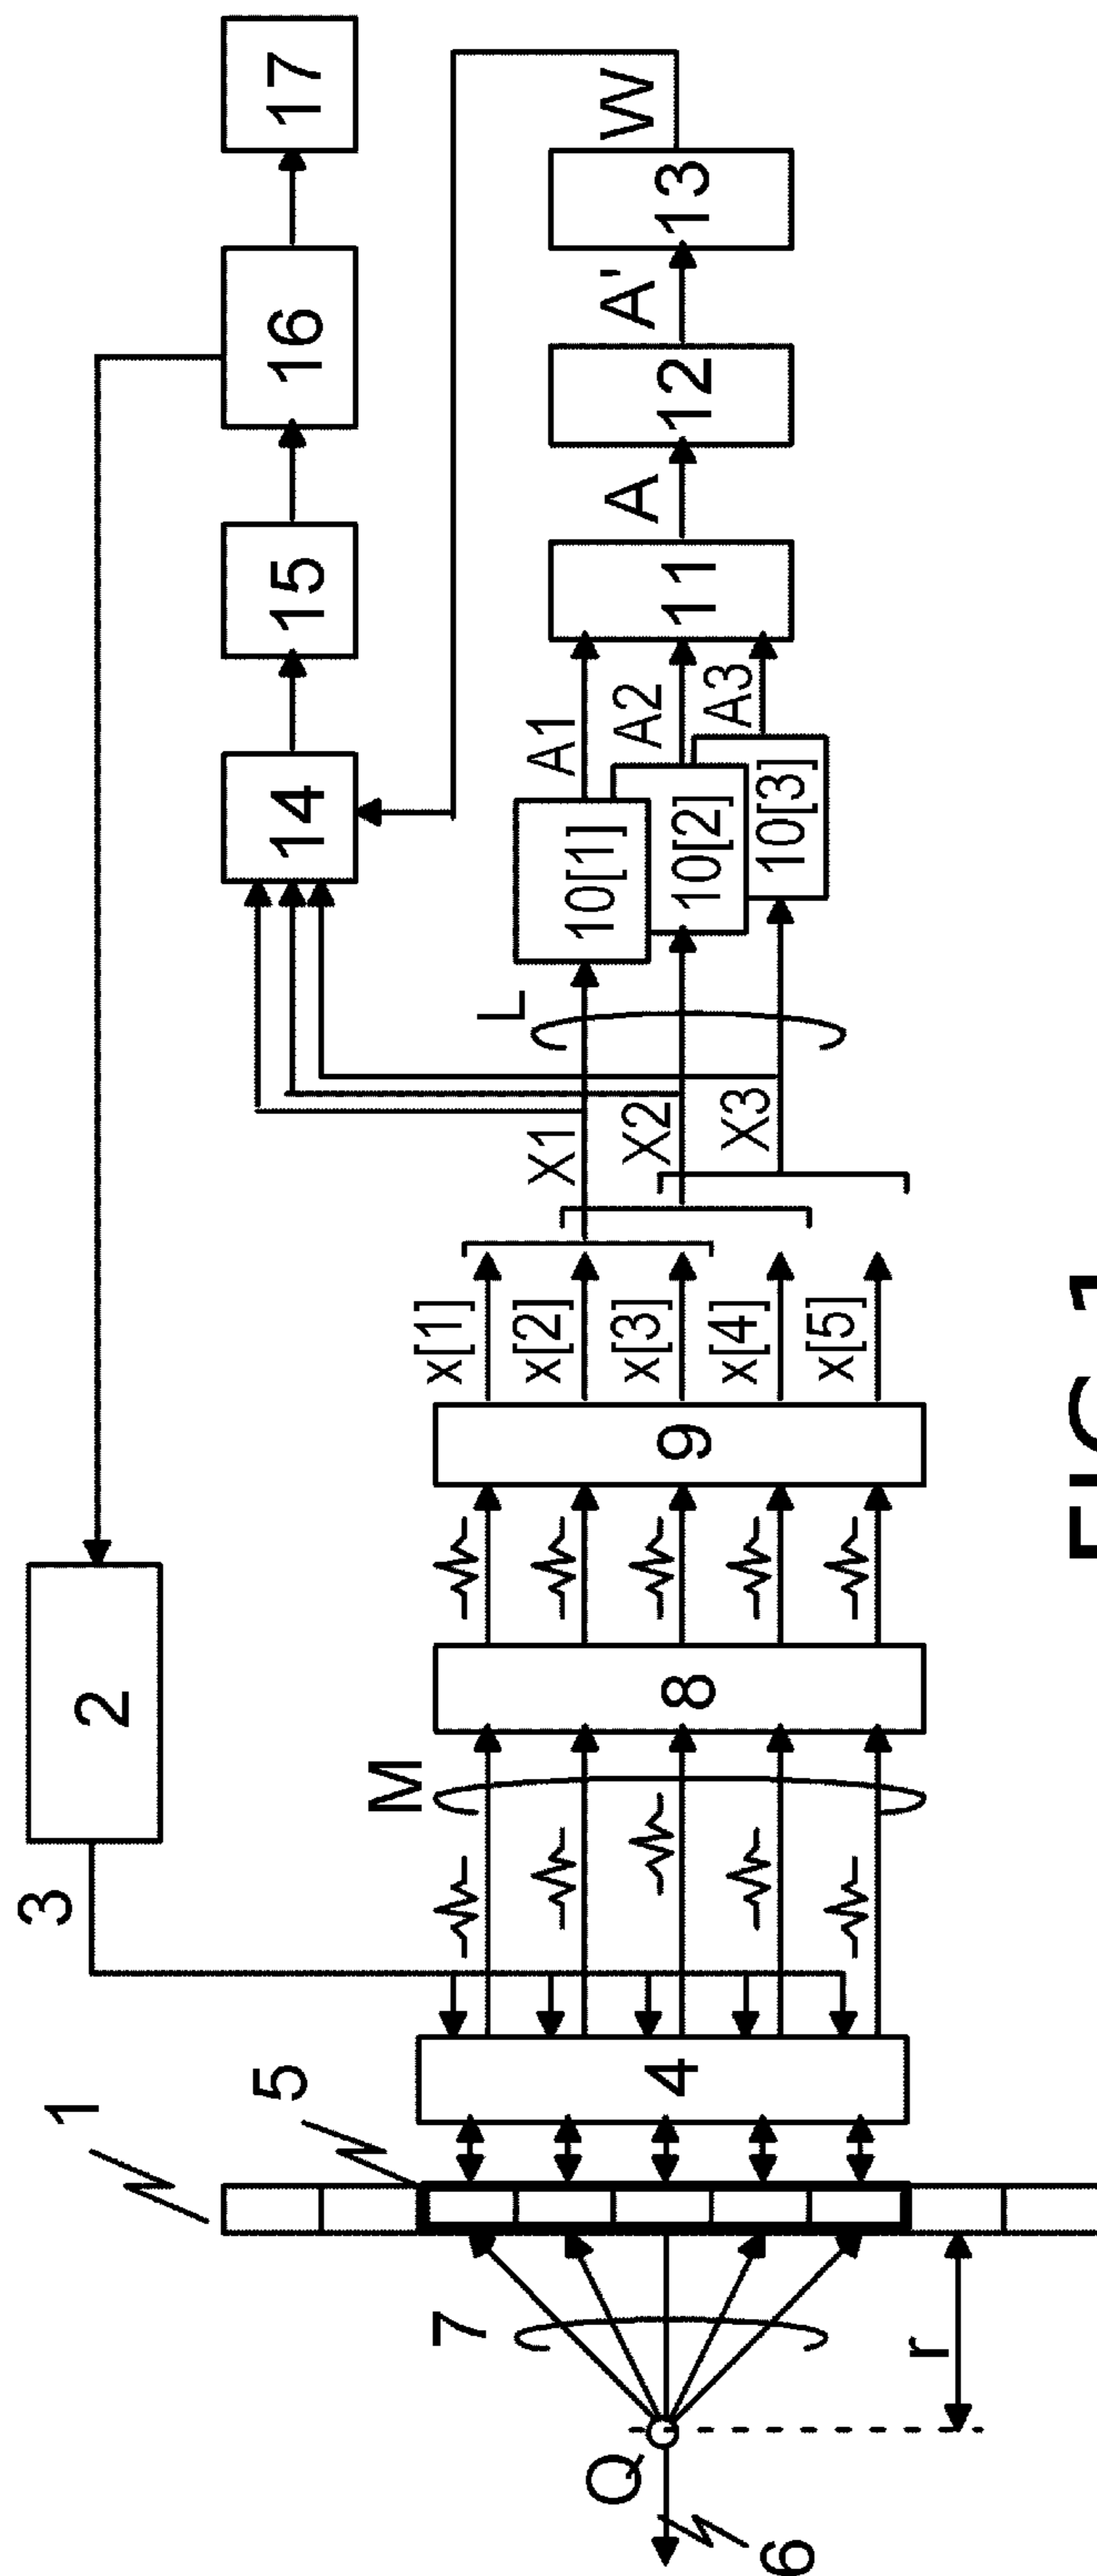 3
1
2
5 14 15 16 17
M
x[1]
7
L
x[2] X1 A1
10[1]
Q A A' W
x[3] X2 A2
4 8 9 10[2] 11 12 13
x[4] X3 A3
6 10[3]
x[5]
r
FIG 1